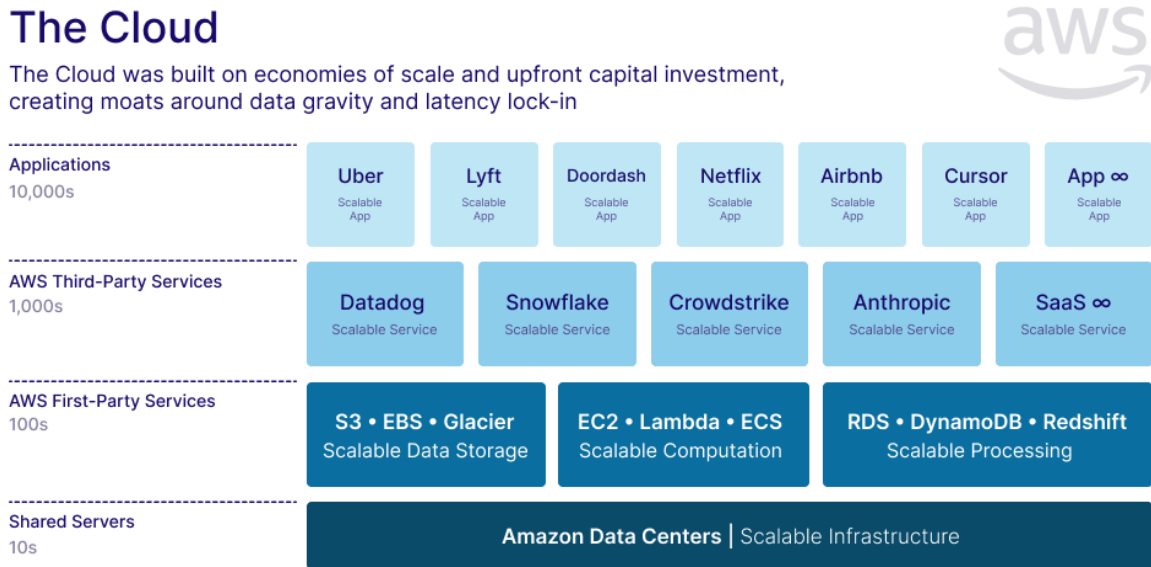 The Cloud
aws
The Cloud was built on economies of scale and upfront capital investment,
creating moats around data gravity and latency lock-in
Applications
10,000s
Uber
Scalable
App
Lyft
Scalable
App
Doordash
Scalable
App
Netflix
Scalable
App
Airbnb
Scalable
App
Cursor
Scalable
App
App ∞
Scalable
App
AWS Third-Party Services
1,000s
Datadog
Scalable Service
Snowflake
Scalable Service
Crowdstrike
Scalable Service
Anthropic
Scalable Service
SaaS ∞
Scalable Service
AWS First-Party Services
100s
S3 • EBS • Glacier
Scalable Data Storage
EC2 • Lambda • ECS
Scalable Computation
RDS • DynamoDB • Redshift
Scalable Processing
Shared Servers
10s
Amazon Data Centers | Scalable Infrastructure